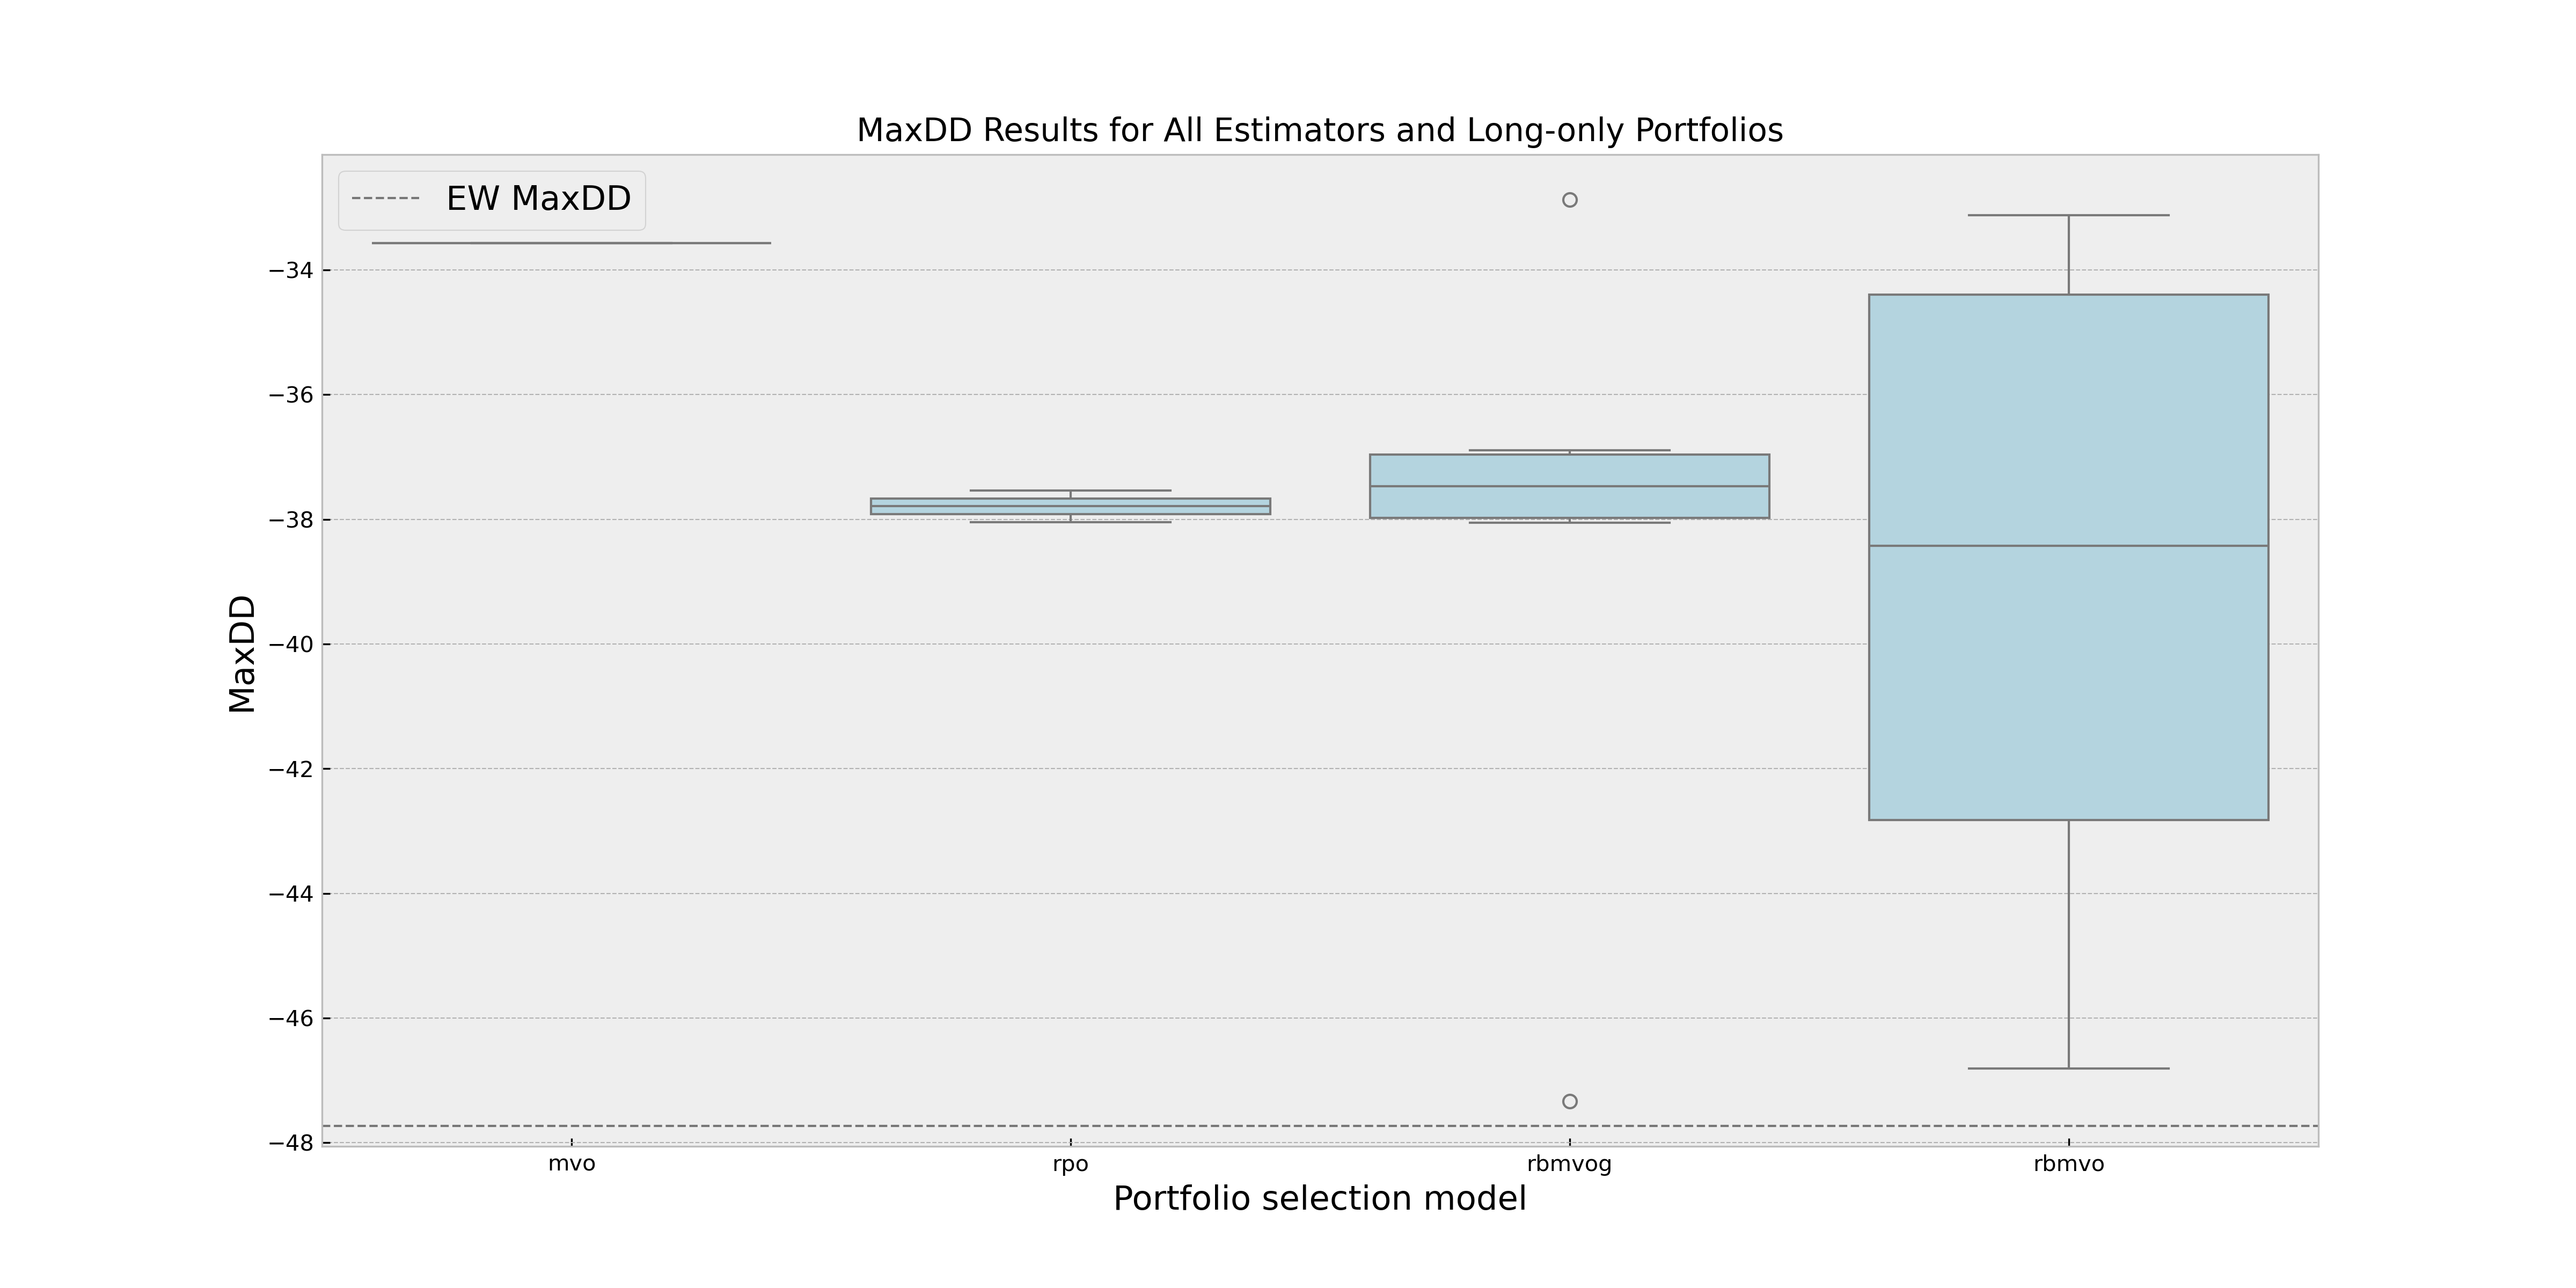 MaxDD Results for All Estimators and Long-only Portfolios
EW MaxDD
−34
−36
−38
−40
−42
−44
−46
−48
MaxDD
mvo
rpo
rbmvog
rbmvo
Portfolio selection model